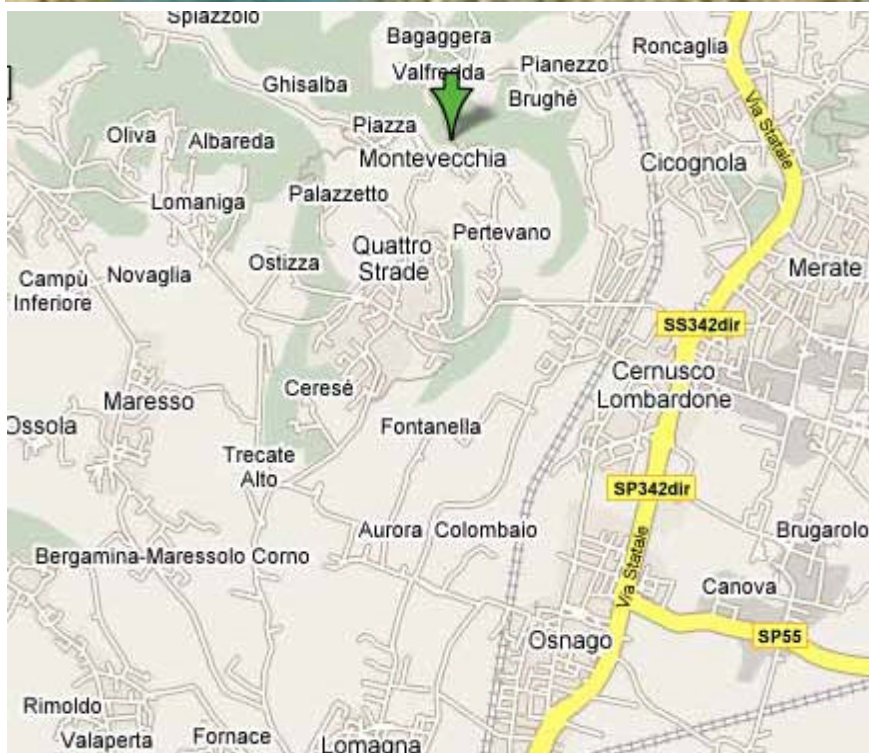 Spiazzolo
Bagaggera
Roncaglia
Valfredda
Pianezzo
Ghisalba
Brughè
Via Statale
Piazza
Oliva
Albareda
Montevecchia
Cicognola
Palazzetto
Lomaniga
Pertevano
Quattro
Strade
Ostizza
Novaglia
Campù
Inferiore
Merate
SS342dir
Cernusco
Lombardone
Ceresé
Maresso
Ossola
Fontanella
Trecate
Alto
SP342dir
Aurora
Colombaio
Brugarolo
Bergamina-Maressolo
Corno
Via Statale
Canova
Osnago
SP55
Rimoldo
Valaperta
Fornace
Lomagna